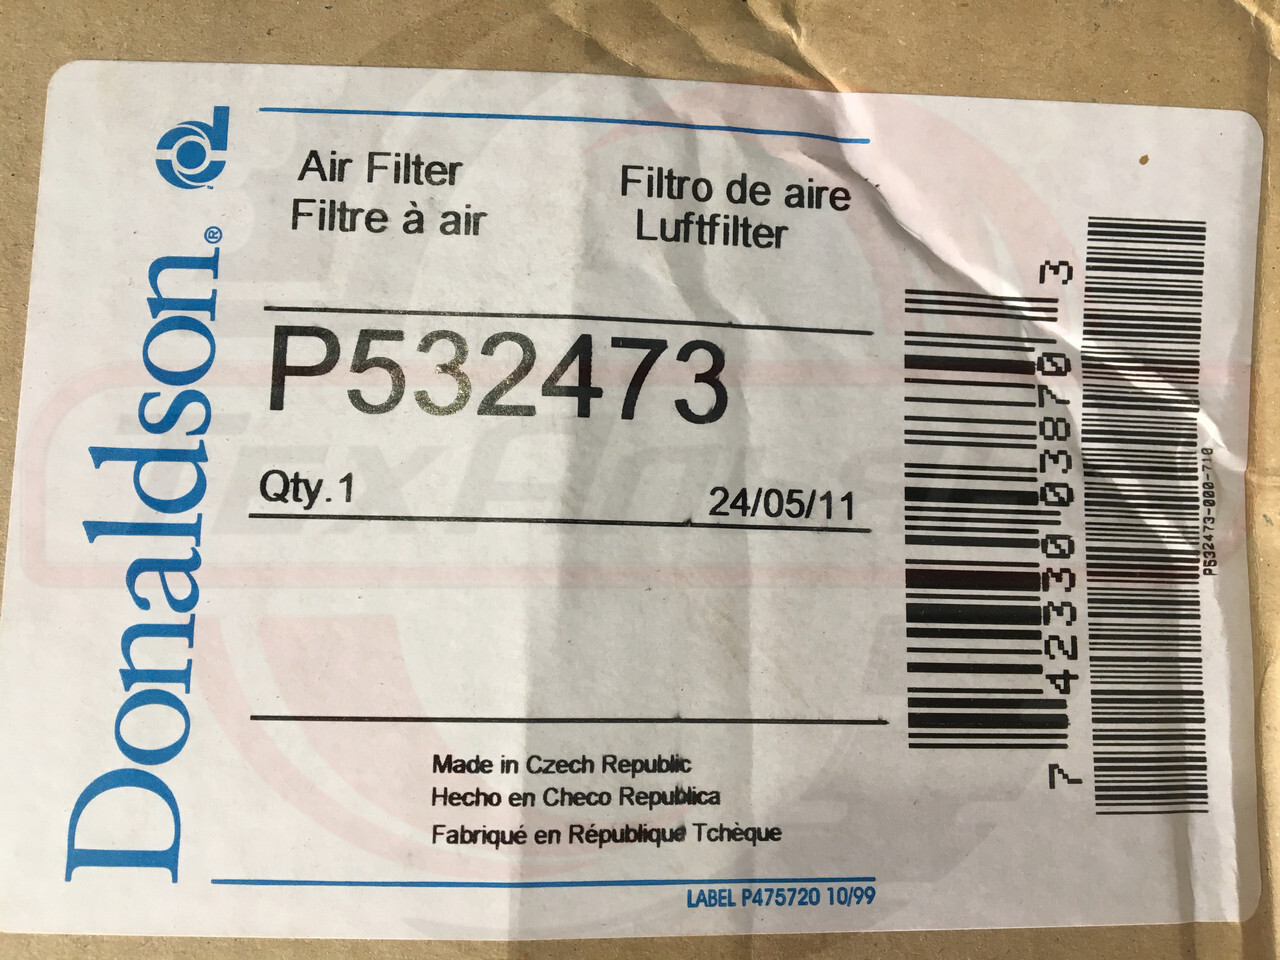 Donaldson.®
Air Filter
Filtre à air
Filtro de aire
Luftfilter
P532473
Qty.1
24/05/11
Made in Czech Republic
Hecho en Checo Republica
Fabriqué en République Tchèque
LABEL P475720 10/99
7 42330 03870 3
P532473-000-710